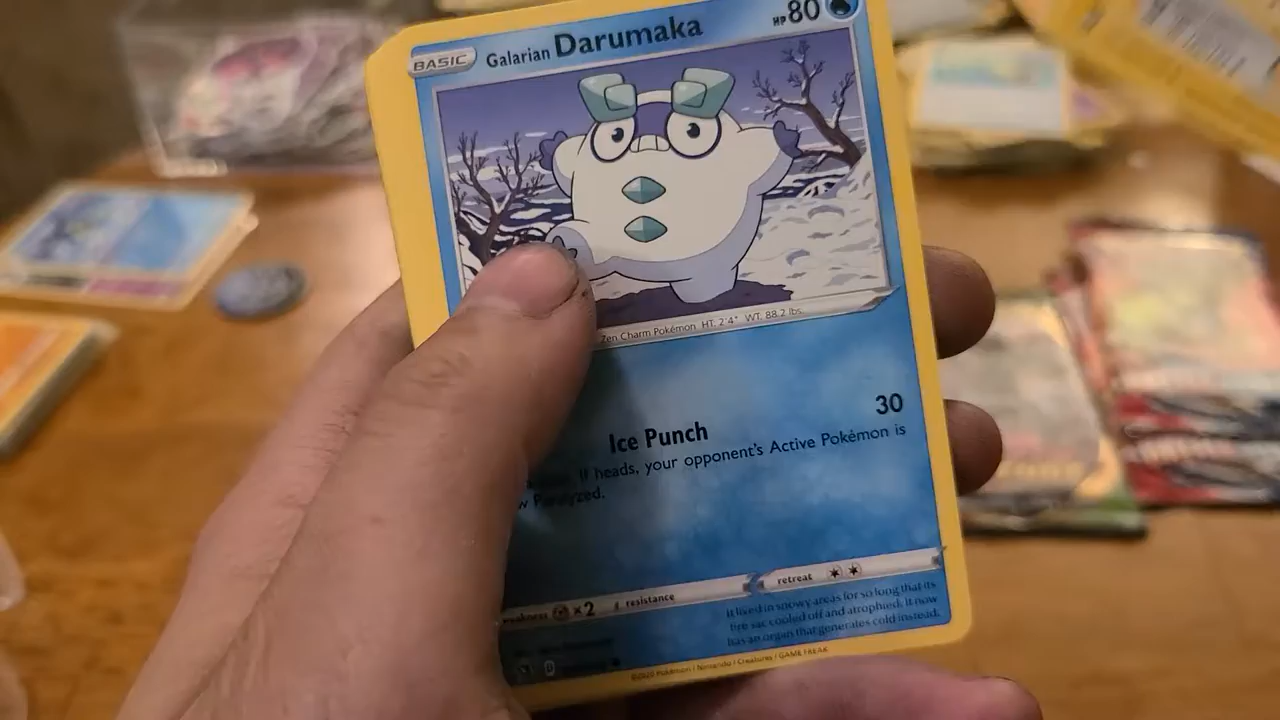 BASIC Galarian Darumaka HP 80
Zen Charm Pokémon HT. 2'4" WT. 88.2 lbs.
Ice Punch 30
If heads, your opponent's Active Pokémon is
Paralyzed.
weakness ×2 resistance retreat
It lived in snowy areas for so long that its
fire sac cooled off and atrophied. It now
has an organ that generates cold instead.
D
©2020 Pokémon / Nintendo / Creatures / GAME FREAK